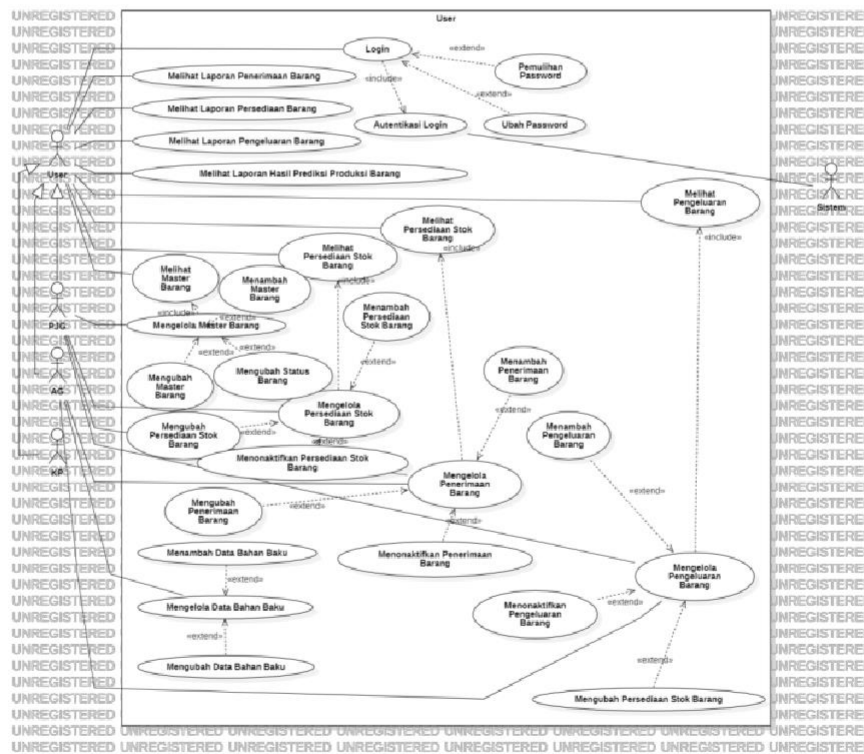 User
Login
«extend»
Pemulihan
Password
«include»
«extend»
Autentikasi Login
Ubah Password
Melihat Laporan Penerimaan Barang
Melihat Laporan Persediaan Barang
Melihat Laporan Pengeluaran Barang
Melihat Laporan Hasil Prediksi Produksi Barang
User
Sistem
PJG
AG
KP
Melihat
Pengeluaran
Barang
«include»
Melihat
Persediaan Stok
Barang
«include»
Melihat
Persediaan Stok
Barang
«include»
Melihat
Master
Barang
Menambah
Master
Barang
«include»
«extend»
Mengelola Master Barang
«extend»
«extend»
Menambah
Persediaan
Stok Barang
«extend»
Mengubah
Master
Barang
Mengubah Status
Barang
Mengelola
Persediaan Stok
Barang
Mengubah
Persediaan Stok
Barang
«extend»
«extend»
Menonaktifkan Persediaan Stok
Barang
Menambah
Penerimaan
Barang
«extend»
Menambah
Pengeluaran
Barang
«extend»
Mengelola
Penerimaan
Barang
Mengubah
Penerimaan
Barang
«extend»
«extend»
Menonaktifkan Penerimaan
Barang
Menambah Data Bahan Baku
«extend»
Mengelola Data Bahan Baku
«extend»
Mengubah Data Bahan Baku
Mengelola
Pengeluaran
Barang
Menonaktifkan
Pengeluaran
Barang
«extend»
«extend»
Mengubah Persediaan Stok Barang
UNREGISTERED UNREGISTERED UNREGISTERED UNREGISTERED UNREGISTERED UNREGISTERED UNREGISTERED